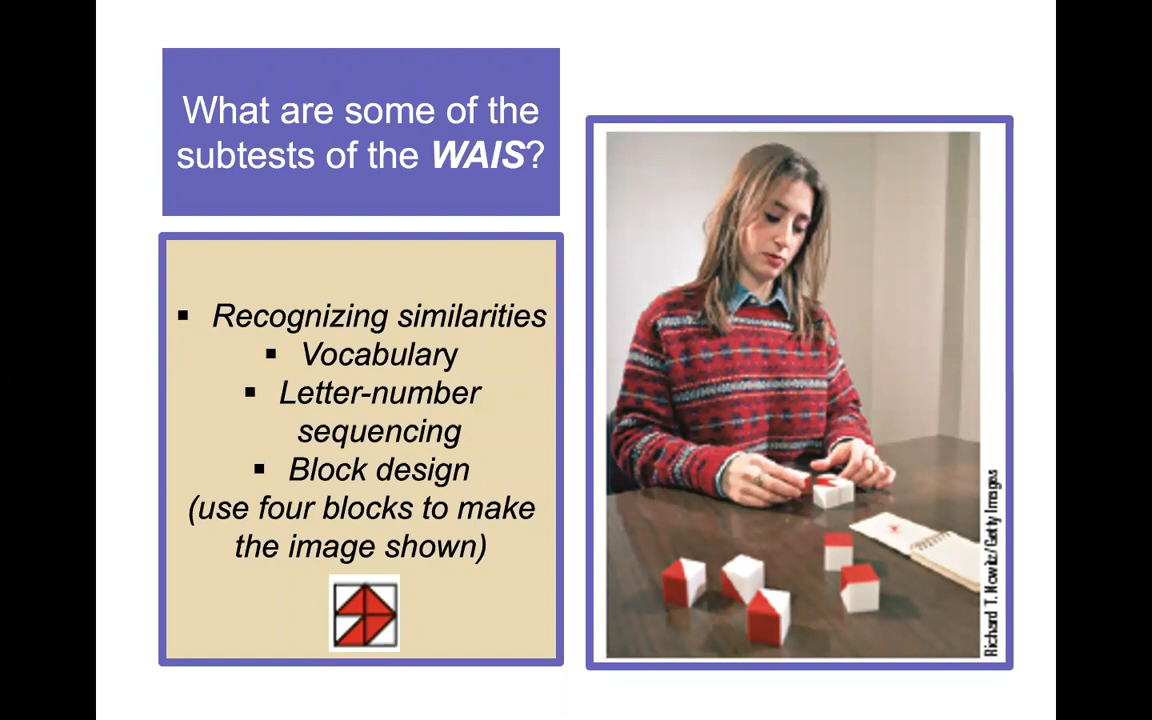 What are some of the
subtests of the WAIS?
▪ Recognizing similarities
▪ Vocabulary
▪ Letter-number
sequencing
▪ Block design
(use four blocks to make
the image shown)
Richard T. Nowitz/Getty Images